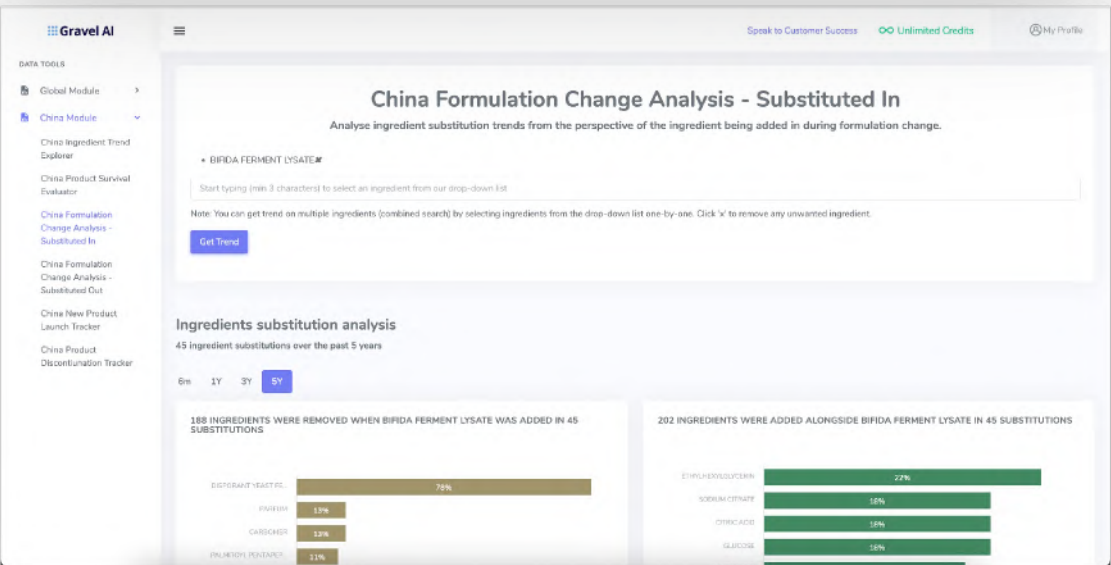 Gravel AI
Speak to Customer Success
Unlimited Credits
My Profile
DATA TOOLS
Global Module
China Module
China Ingredient Trend
Explorer
China Product Survival
Evaluator
China Formulation
Change Analysis -
Substituted In
China Formulation
Change Analysis -
Substituted Out
China New Product
Launch Tracker
China Product
Discontiunation Tracker
China Formulation Change Analysis - Substituted In
Analyse ingredient substitution trends from the perspective of the ingredient being added in during formulation change.
BIFIDA FERMENT LYSATE
Start typing (min 3 characters) to select an ingredient from our drop-down list
Note: You can get trend on multiple ingredients (combined search) by selecting ingredients from the drop-down list one-by-one. Click 'x' to remove any unwanted ingredient.
Get Trend
Ingredients substitution analysis
45 ingredient substitutions over the past 5 years
6m 1Y 3Y 5Y
188 INGREDIENTS WERE REMOVED WHEN BIFIDA FERMENT LYSATE WAS ADDED IN 45
SUBSTITUTIONS
YEAST FE...
76%
PARFUM
13%
CARBOMER
13%
11%
202 INGREDIENTS WERE ADDED ALONGSIDE BIFIDA FERMENT LYSATE IN 45 SUBSTITUTIONS
ETHYLHEXYLGLYCERIN
22%
SODIUM CITRATE
18%
CITRIC ACID
18%
GLUCOSE
18%